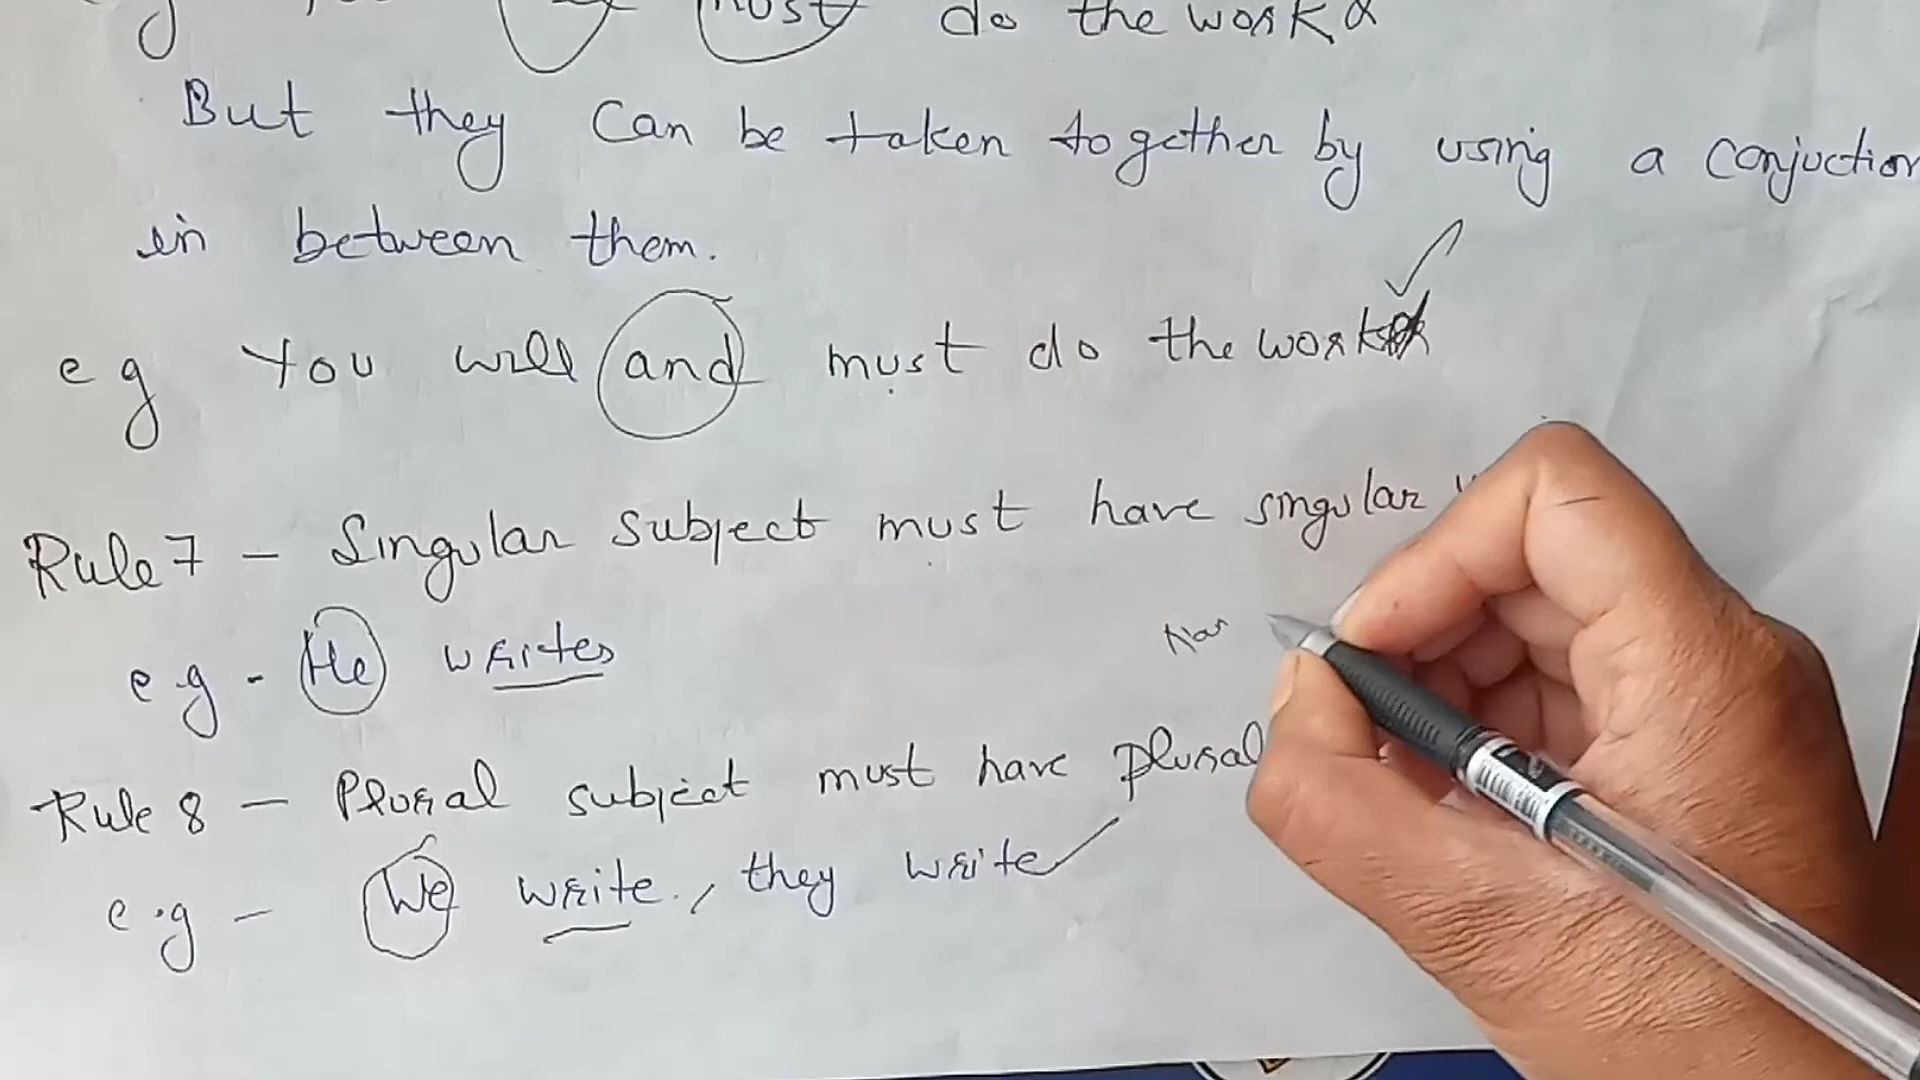 must do the work
But they can be taken together by using a conjuction
in between them.
eg You will and must do the work
Rule 7 - Singular subject must have singular
e.g - He writes
Rule 8 - Plural subject must have plural
e.g - We write, they write